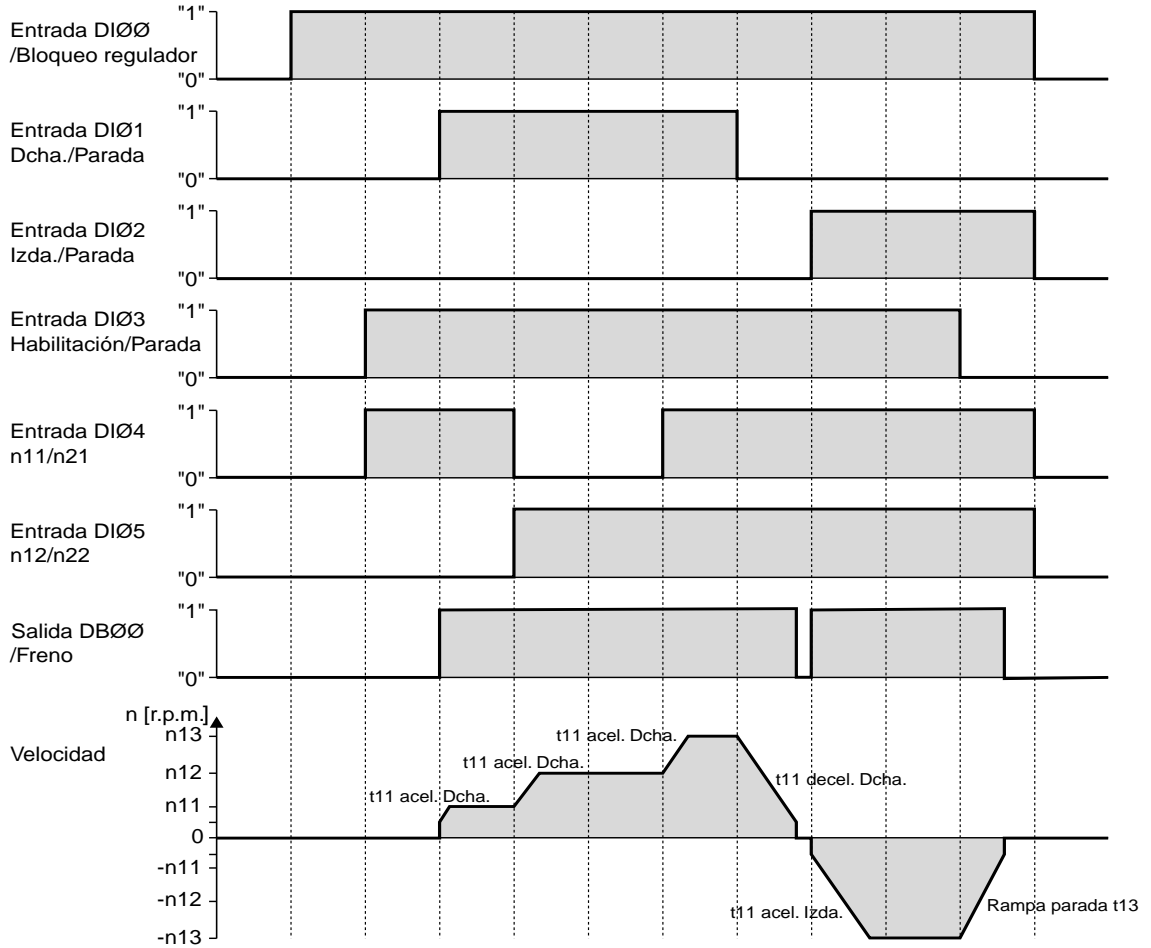 Entrada DIØØ
/Bloqueo regulador
"1"
"0"
Entrada DIØ1
Dcha./Parada
"1"
"0"
Entrada DIØ2
Izda./Parada
"1"
"0"
Entrada DIØ3
Habilitación/Parada
"1"
"0"
Entrada DIØ4
n11/n21
"1"
"0"
Entrada DIØ5
n12/n22
"1"
"0"
Salida DBØØ
/Freno
"1"
"0"
n [r.p.m.]
Velocidad
n13
n12
n11
0
-n11
-n12
-n13
t11 acel. Dcha.
t11 acel. Dcha.
t11 acel. Dcha.
t11 decel. Dcha.
t11 acel. Izda.
Rampa parada t13